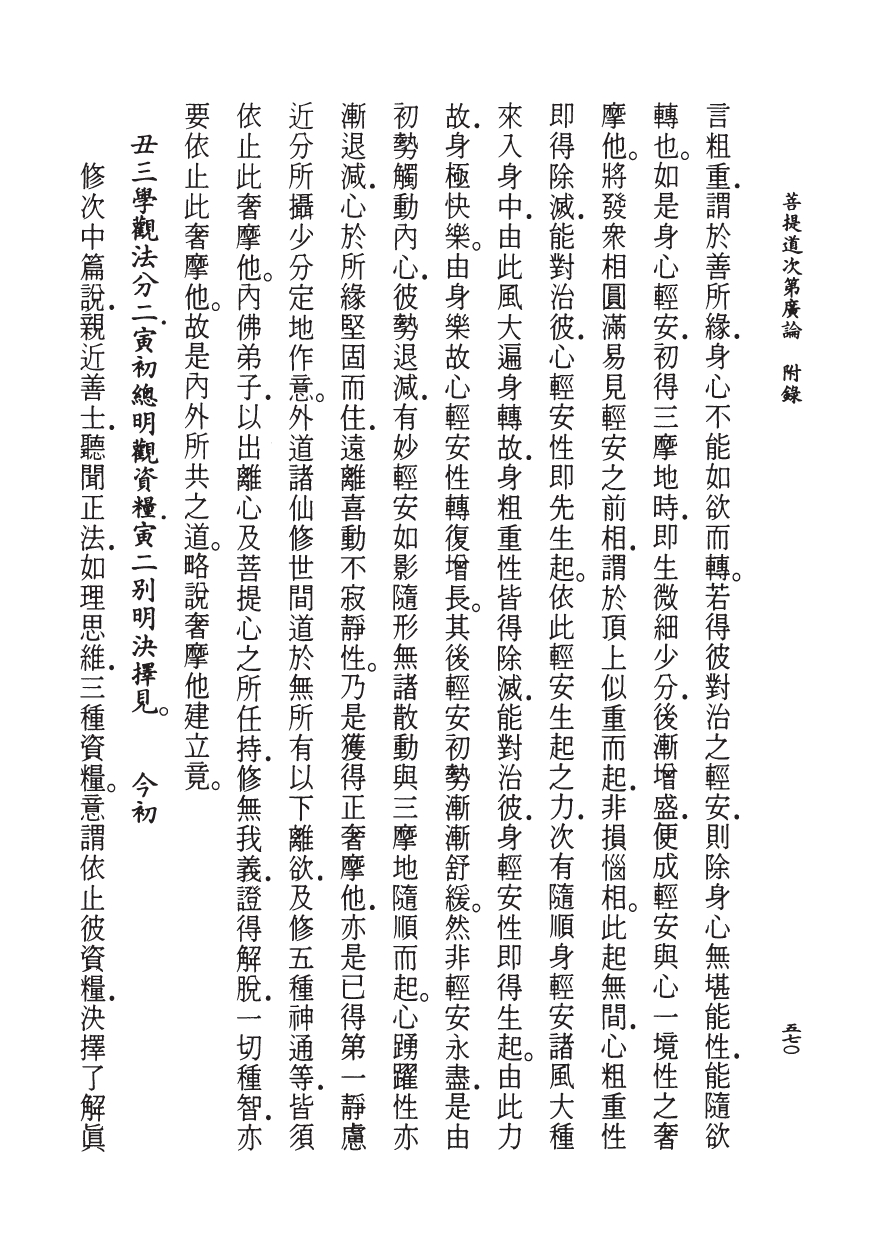 菩提道次第廣論　附錄
五七〇
言粗重．謂於善所緣．身心不能如欲而轉。若得彼對治之輕安．則除身心無堪能性．能隨欲
轉也。如是身心輕安．初得三摩地時．即生微細少分．後漸增盛．便成輕安與心一境性之奢
摩他。將發衆相圓滿易見輕安之前相．謂於頂上似重而起．非損惱相。此起無間．心粗重性
即得除滅．能對治彼．心輕安性即先生起。依此輕安生起之力．次有隨順身輕安諸風大種
來入身中．由此風大遍身轉故．身粗重性皆得除滅．能對治彼．身輕安性即得生起。由此力
故．身極快樂。由身樂故心輕安性轉復增長。其後輕安初勢漸漸舒緩。然非輕安永盡．是由
初勢觸動內心．彼勢退減．有妙輕安如影隨形無諸散動與三摩地隨順而起。心踴躍性亦
漸退減．心於所緣堅固而住．遠離喜動不寂靜性。乃是獲得正奢摩他．亦是已得第一靜慮
近分所攝少分定地作意。外道諸仙修世間道於無所有以下離欲．及修五種神通等．皆須
依止此奢摩他。內佛弟子．以出離心及菩提心之所任持．修無我義．證得解脫．一切種智．亦
要依止此奢摩他。故是內外所共之道。略說奢摩他建立竟。
丑三學觀法分二．寅初總明觀資糧．寅二別明決擇見。　今初
修次中篇說．親近善士．聽聞正法．如理思維．三種資糧。意謂依止彼資糧．決擇了解眞